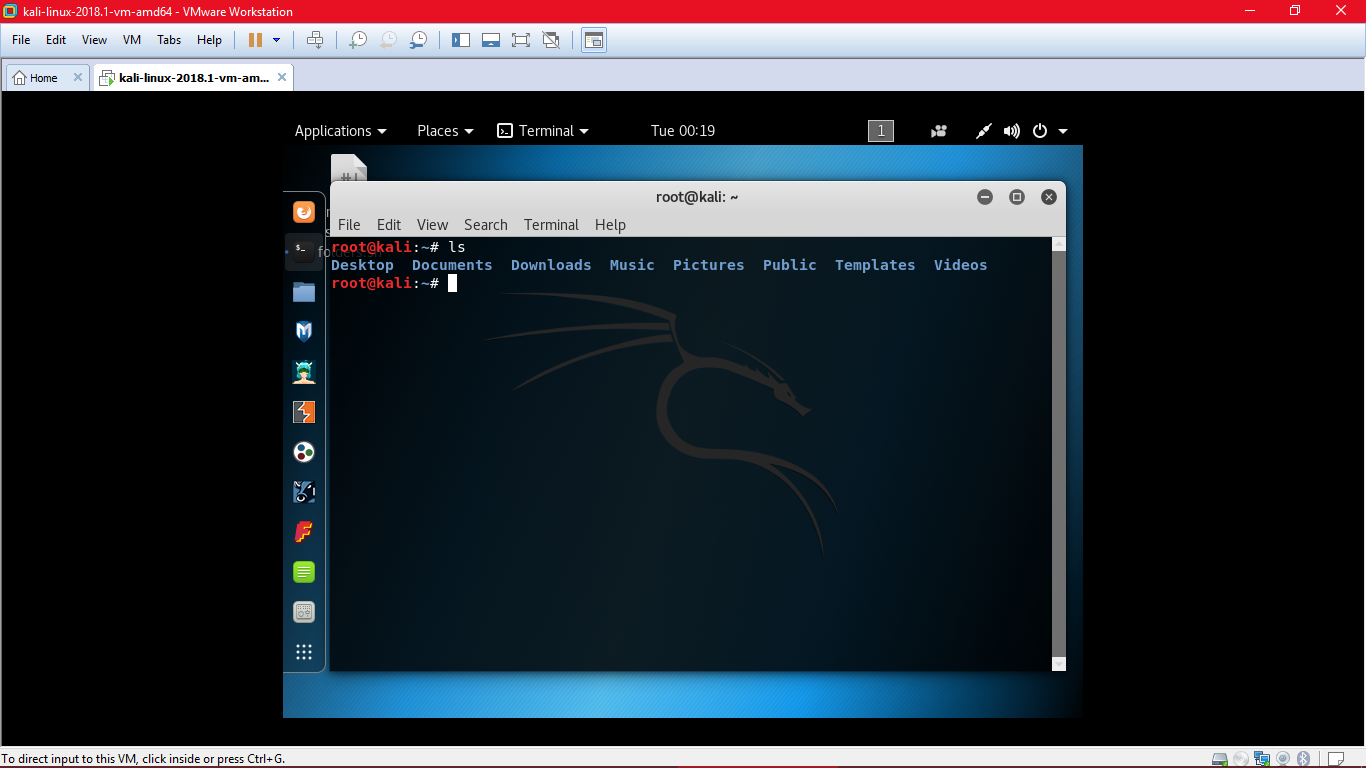 kali-linux-2018.1-vm-amd64 - VMware Workstation
File Edit View VM Tabs Help
Home kali-linux-2018.1-vm-am...
Applications Places Terminal Tue 00:19 1
root@kali: ~
File Edit View Search Terminal Help
root@kali:~# ls
Desktop Documents Downloads Music Pictures Public Templates Videos
root@kali:~#
To direct input to this VM, click inside or press Ctrl+G.